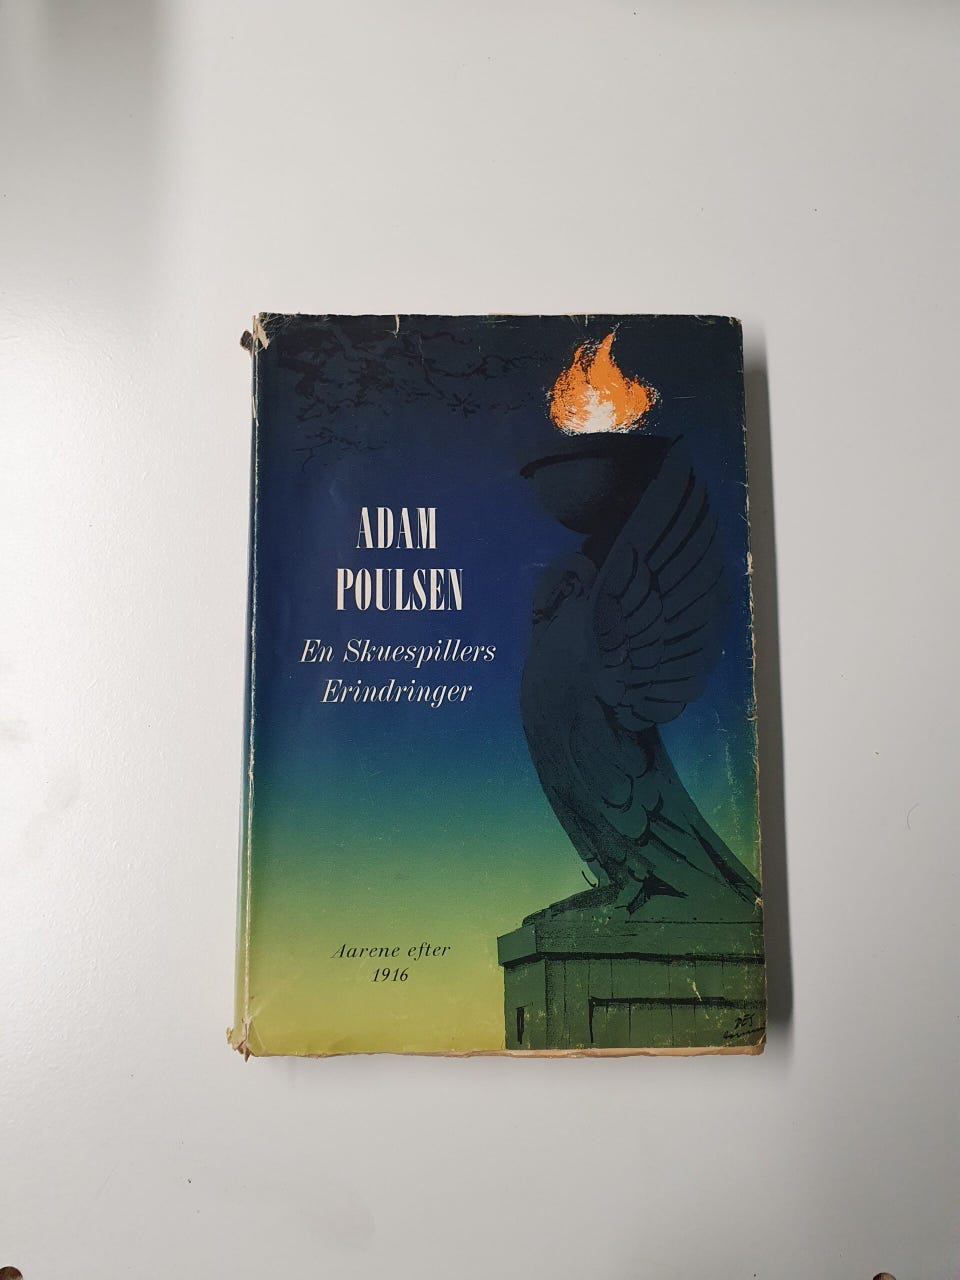 ADAM
POULSEN
En Skuespillers
Erindringer
Aarene efter
1916